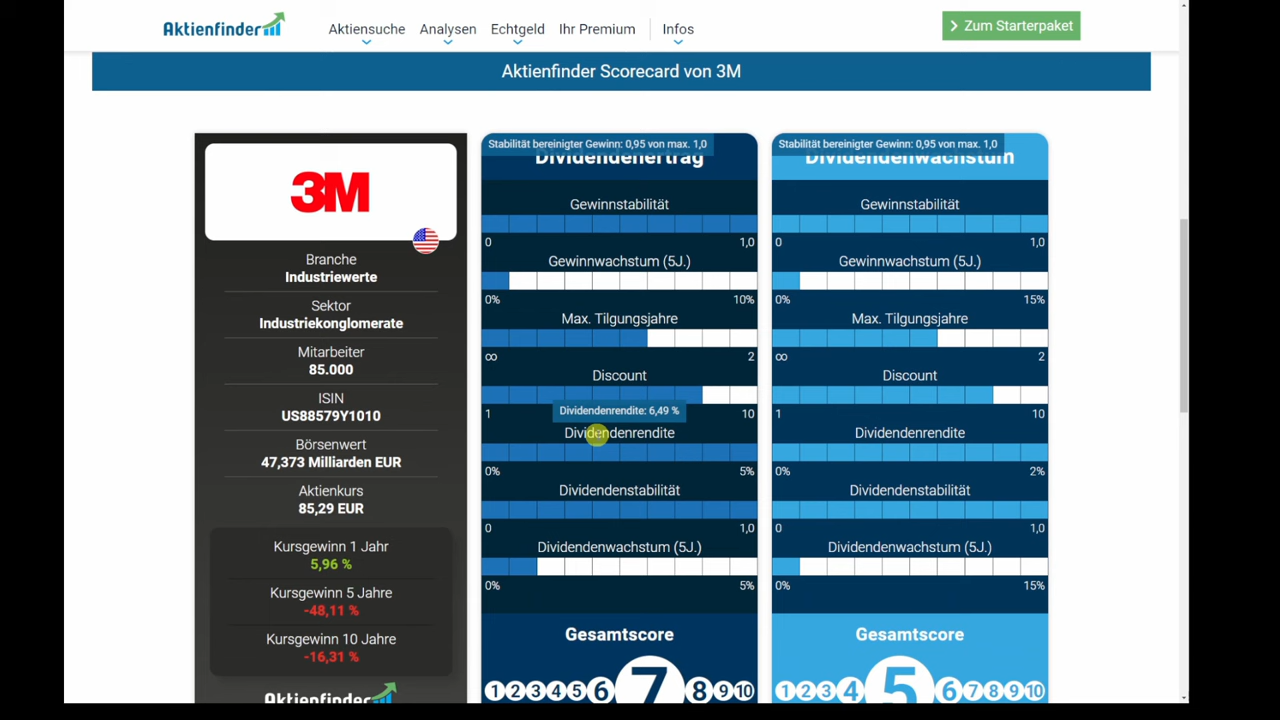 Aktienfinder
Aktiensuche
Analysen
Echtgeld
Ihr Premium
Infos
Zum Starterpaket
Aktienfinder Scorecard von 3M
3M
Branche
Industriewerte
Sektor
Industriekonglomerate
Mitarbeiter
85.000
ISIN
US88579Y1010
Börsenwert
47,373 Milliarden EUR
Aktienkurs
85,29 EUR
Kursgewinn 1 Jahr
5,96 %
Kursgewinn 5 Jahre
-48,11 %
Kursgewinn 10 Jahre
-16,31 %
Aktienfinder
Stabilität bereinigter Gewinn: 0,95 von max. 1,0
Dividendenertrag
Gewinnstabilität
0 1,0
Gewinnwachstum (5J.)
0% 10%
Max. Tilgungsjahre
∞ 2
Discount
1 10
Dividendenrendite: 6,49 %
Dividendenrendite
0% 5%
Dividendenstabilität
0 1,0
Dividendenwachstum (5J.)
0% 5%
Gesamtscore
1 2 3 4 5 6 7 8 9 10
Stabilität bereinigter Gewinn: 0,95 von max. 1,0
Dividendenwachstum
Gewinnstabilität
0 1,0
Gewinnwachstum (5J.)
0% 15%
Max. Tilgungsjahre
∞ 2
Discount
1 10
Dividendenrendite
0% 2%
Dividendenstabilität
0 1,0
Dividendenwachstum (5J.)
0% 15%
Gesamtscore
1 2 3 4 5 6 7 8 9 10